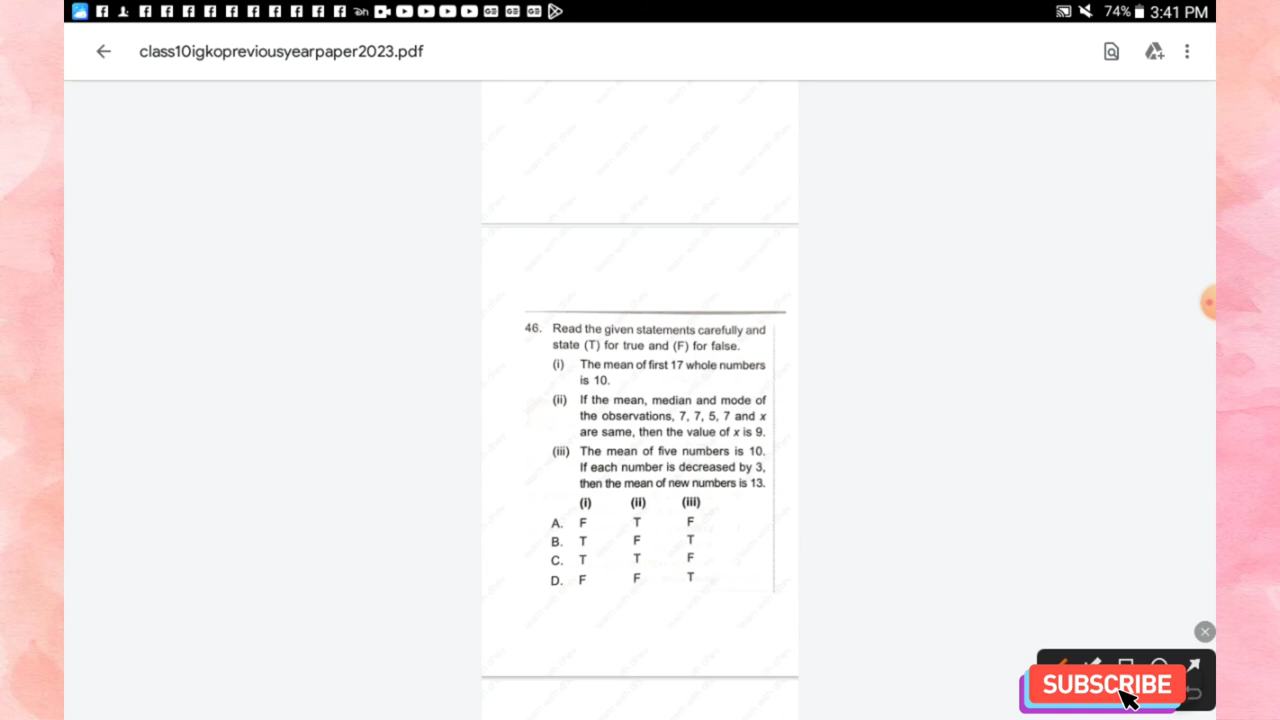 74% 3:41 PM
class10igkopreviousyearpaper2023.pdf
46. Read the given statements carefully and
state (T) for true and (F) for false.
(i) The mean of first 17 whole numbers
is 10.
(ii) If the mean, median and mode of
the observations, 7, 7, 5, 7 and x
are same, then the value of x is 9.
(iii) The mean of five numbers is 10.
If each number is decreased by 3,
then the mean of new numbers is 13.
(i) (ii) (iii)
A. F T F
B. T F T
C. T T F
D. F F T
SUBSCRIBE